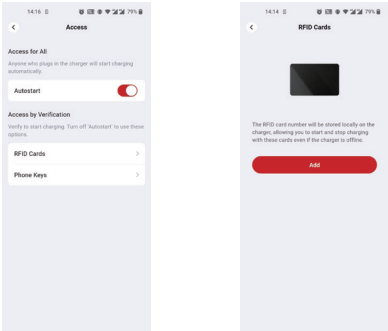 14:16
79%
Access
Access for All
Anyone who plugs in the charger will start charging
automatically.
Autostart
Access by Verification
Verify to start charging. Turn off 'Autostart' to use these
options.
RFID Cards
Phone Keys
14:14
79%
RFID Cards
The RFID card number will be stored locally on the
charger, allowing you to start and stop charging
with these cards even if the charger is offline.
Add